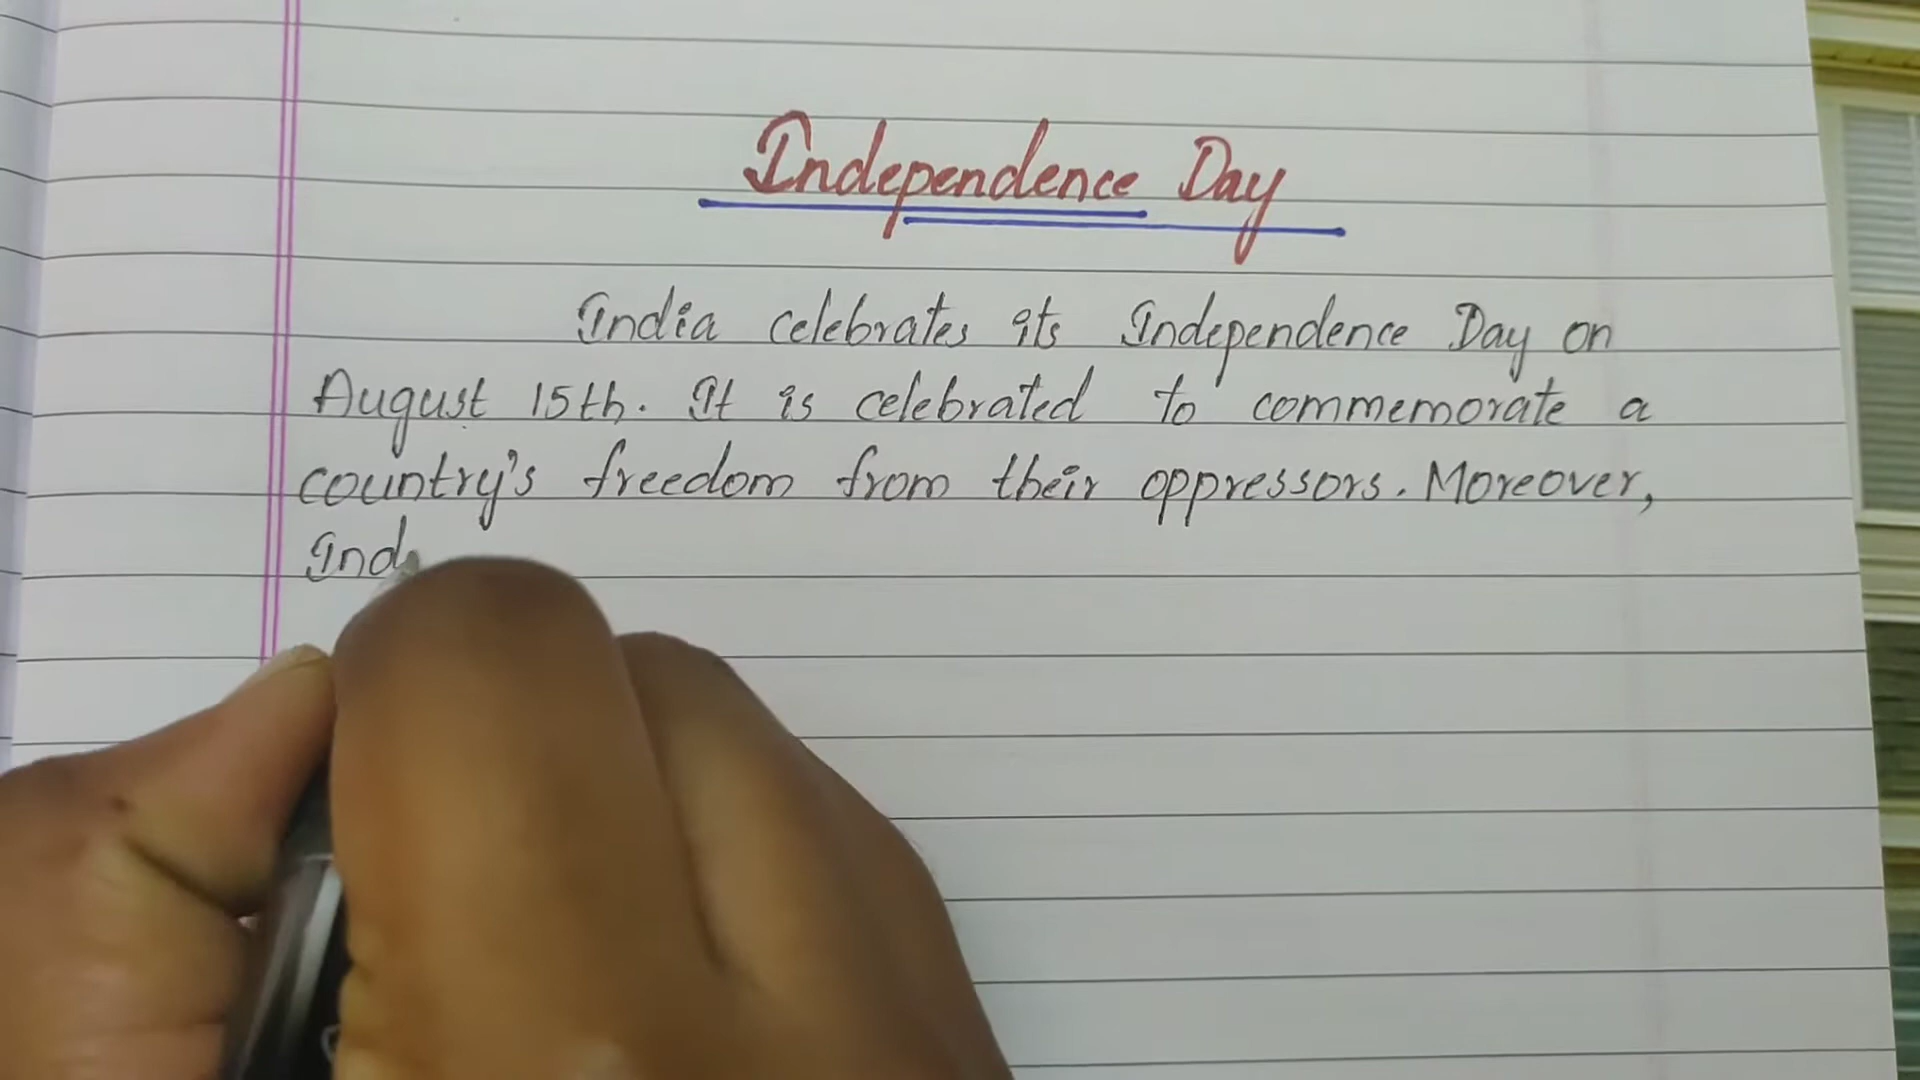 Independence Day
India celebrates its Independence Day on
August 15th. It is celebrated to commemorate a
country's freedom from their oppressors. Moreover,
Ind